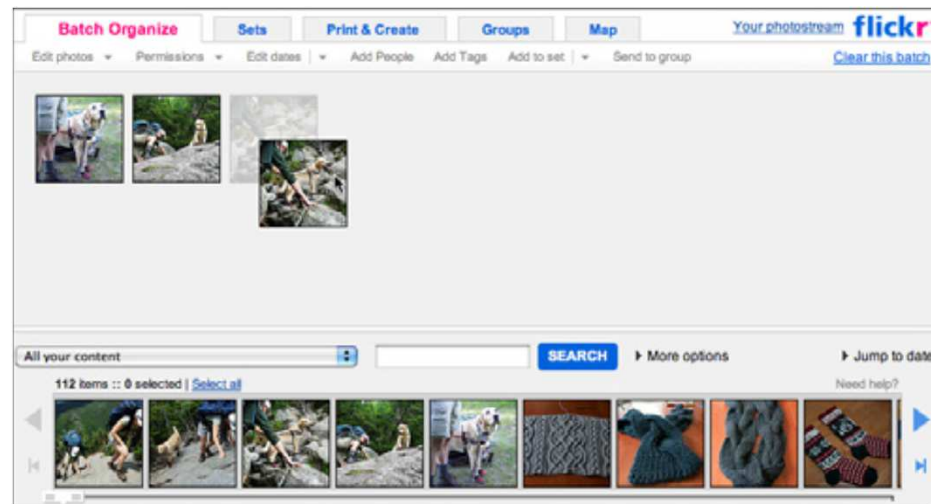 Batch Organize Sets Print & Create Groups Map Your photostream flickr
Edit photos Permissions Edit dates Add People Add Tags Add to set Send to group Clear this batch
All your content SEARCH More options Jump to date
112 items :: 0 selected | Select all Need help?